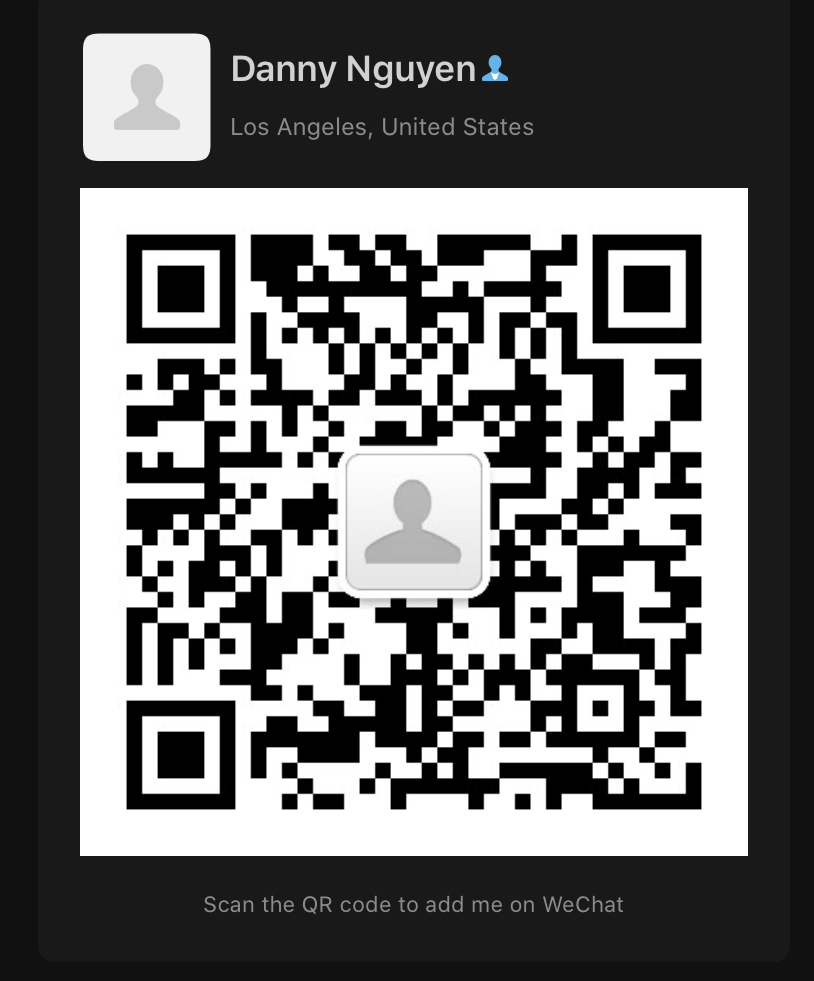 Danny Nguyen
Los Angeles, United States
Scan the QR code to add me on WeChat